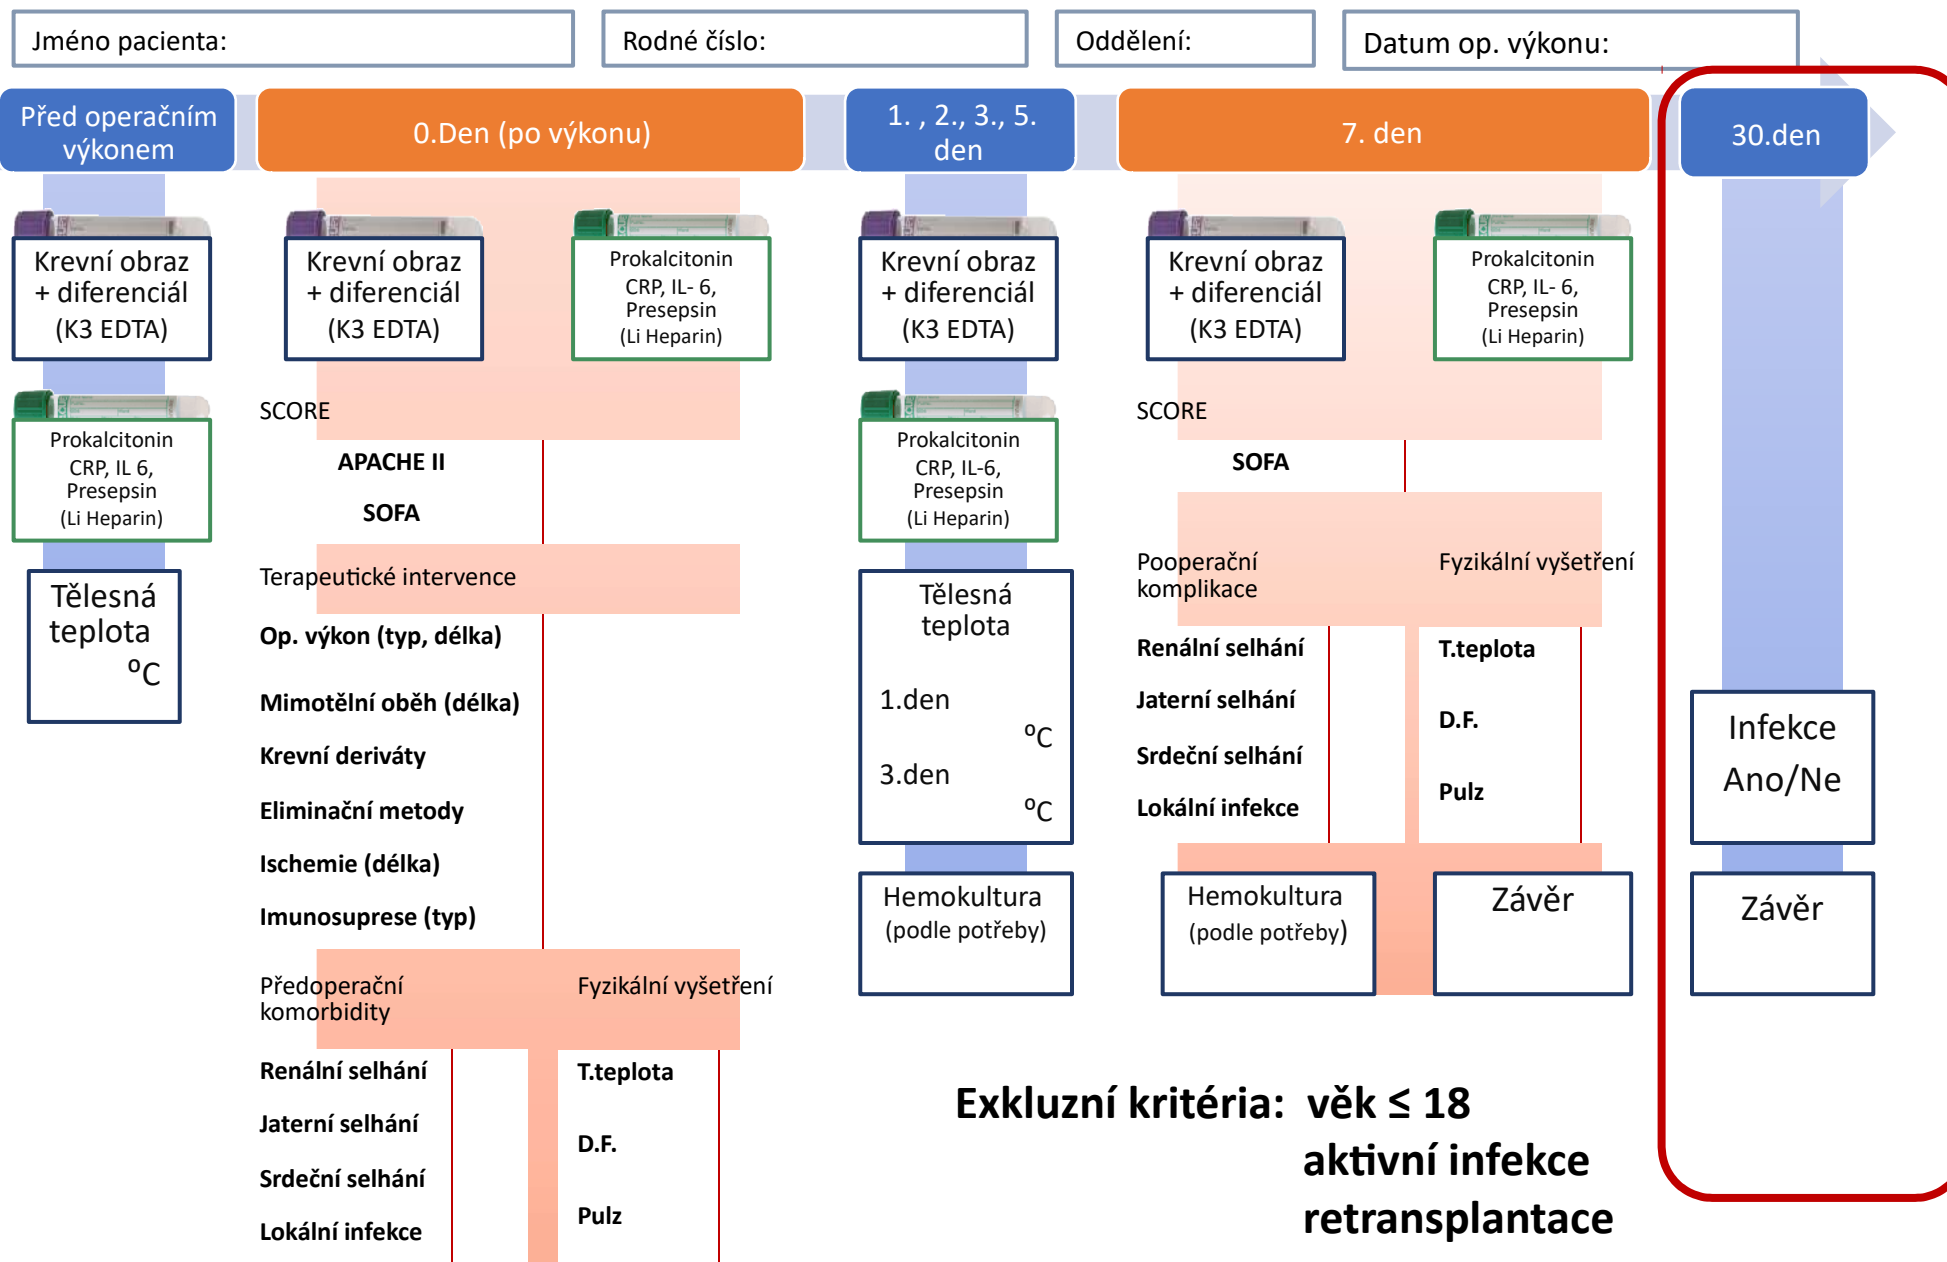 Jméno pacienta:
Rodné číslo:
Oddělení:
Datum op. výkonu:
Před operačním
výkonem
0.Den (po výkonu)
1. , 2., 3., 5.
den
7. den
30.den
Krevní obraz
+ diferenciál
(K3 EDTA)
Prokalcitonin
CRP, IL 6,
Presepsin
(Li Heparin)
Tělesná
teplota
⁰C
Krevní obraz
+ diferenciál
(K3 EDTA)
Prokalcitonin
CRP, IL- 6,
Presepsin
(Li Heparin)
SCORE
APACHE II
SOFA
Terapeutické intervence
Op. výkon (typ, délka)
Mimotělní oběh (délka)
Krevní deriváty
Eliminační metody
Ischemie (délka)
Imunosuprese (typ)
Předoperační
komorbidity
Renální selhání
Jaterní selhání
Srdeční selhání
Lokální infekce
Fyzikální vyšetření
T.teplota
D.F.
Pulz
Krevní obraz
+ diferenciál
(K3 EDTA)
Prokalcitonin
CRP, IL-6,
Presepsin
(Li Heparin)
Tělesná
teplota
1.den
⁰C
3.den
⁰C
Hemokultura
(podle potřeby)
Krevní obraz
+ diferenciál
(K3 EDTA)
Prokalcitonin
CRP, IL- 6,
Presepsin
(Li Heparin)
SCORE
SOFA
Pooperační
komplikace
Renální selhání
Jaterní selhání
Srdeční selhání
Lokální infekce
Fyzikální vyšetření
T.teplota
D.F.
Pulz
Hemokultura
(podle potřeby)
Závěr
Infekce
Ano/Ne
Závěr
Exkluzní kritéria: věk ≤ 18
aktivní infekce
retransplantace